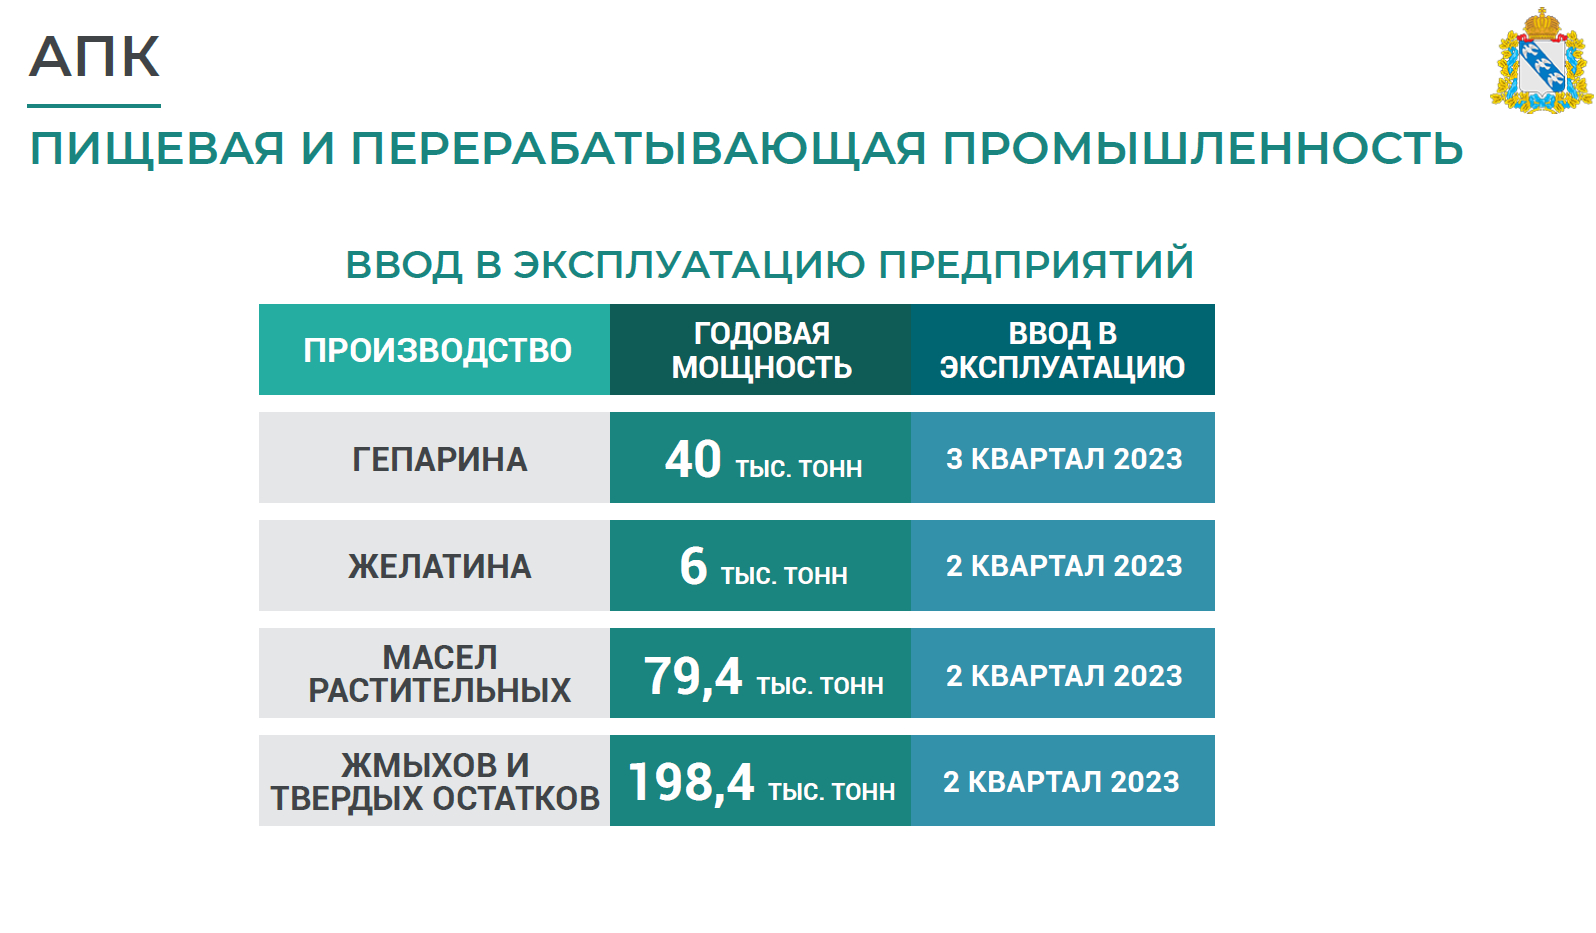 АПК
ПИЩЕВАЯ И ПЕРЕРАБАТЫВАЮЩАЯ ПРОМЫШЛЕННОСТЬ
ВВОД В ЭКСПЛУАТАЦИЮ ПРЕДПРИЯТИЙ
ПРОИЗВОДСТВО
ГОДОВАЯ
МОЩНОСТЬ
ВВОД В
ЭКСПЛУАТАЦИЮ
ГЕПАРИНА
40 ТЫС. ТОНН
3 КВАРТАЛ 2023
ЖЕЛАТИНА
6 ТЫС. ТОНН
2 КВАРТАЛ 2023
МАСЕЛ
РАСТИТЕЛЬНЫХ
79,4 ТЫС. ТОНН
2 КВАРТАЛ 2023
ЖМЫХОВ И
ТВЕРДЫХ ОСТАТКОВ
198,4 ТЫС. ТОНН
2 КВАРТАЛ 2023